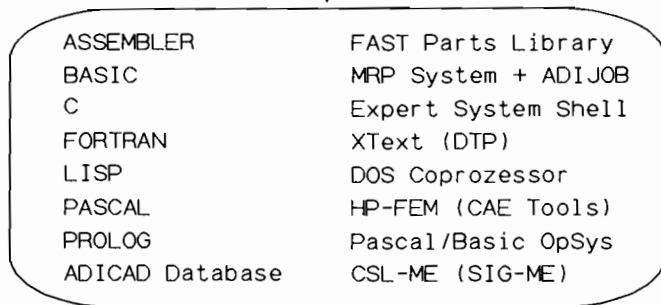 ASSEMBLER FAST Parts Library
BASIC MRP System + ADIJOB
C Expert System Shell
FORTRAN XText (DTP)
LISP DOS Coprozessor
PASCAL HP-FEM (CAE Tools)
PROLOG Pascal/Basic OpSys
ADICAD Database CSL-ME (SIG-ME)